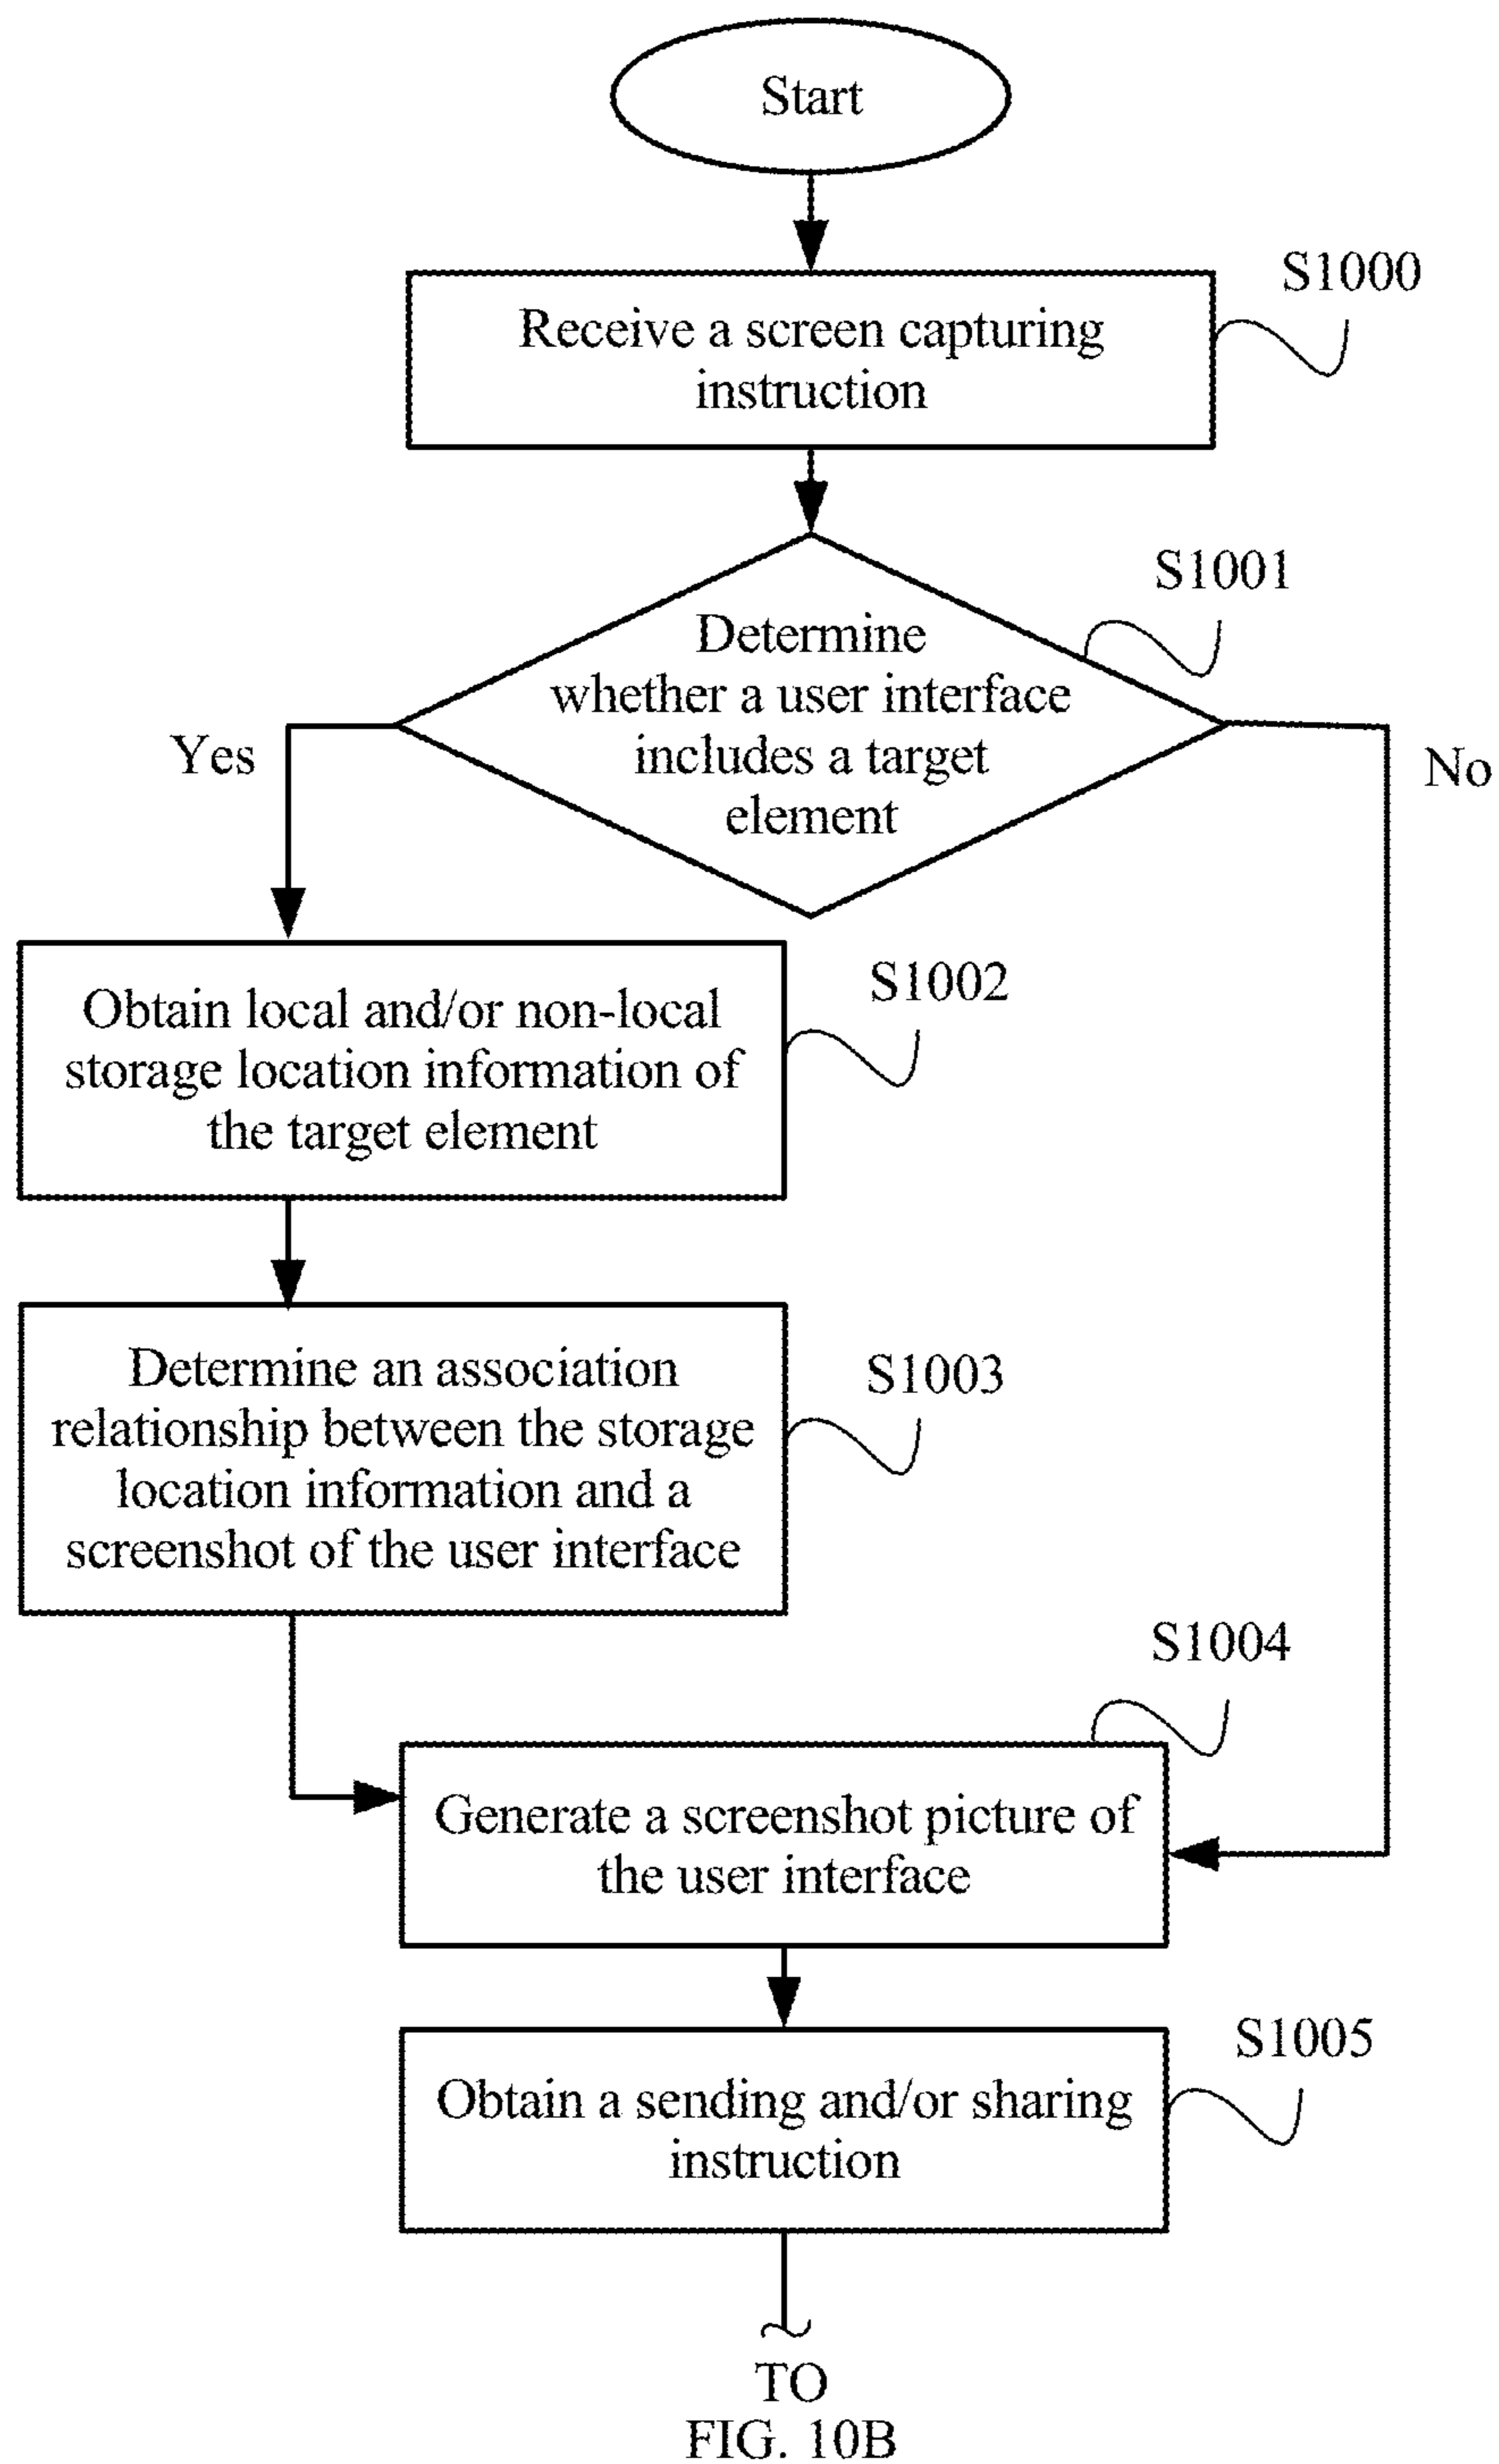 Start
S1000
Receive a screen capturing
instruction
S1001
Determine
whether a user interface
includes a target
element
Yes
No
S1002
Obtain local and/or non-local
storage location information of
the target element
S1003
Determine an association
relationship between the storage
location information and a
screenshot of the user interface
S1004
Generate a screenshot picture of
the user interface
S1005
Obtain a sending and/or sharing
instruction
TO
FIG. 10B